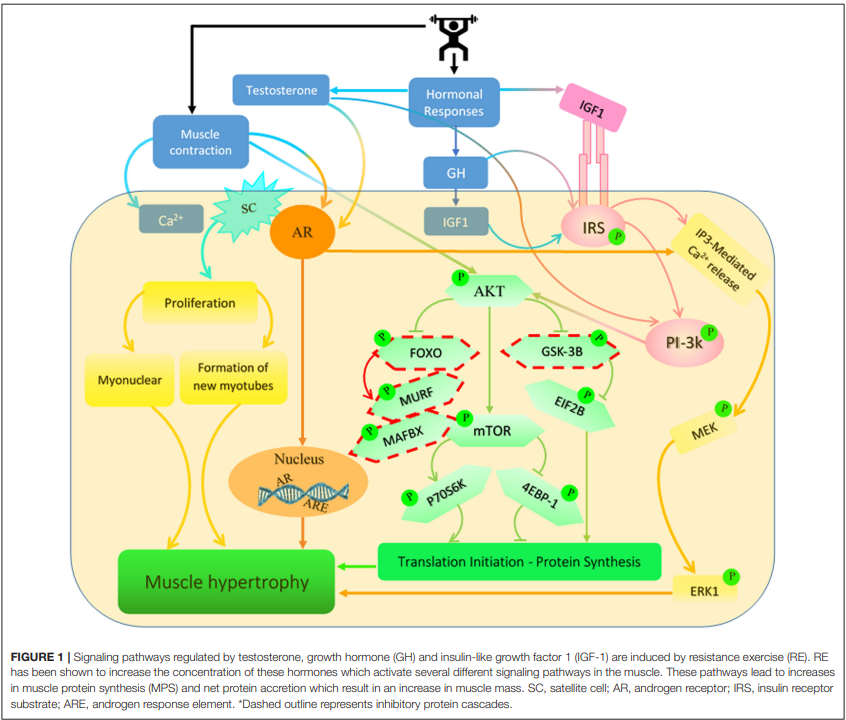 Testosterone
Hormonal
Responses
IGF1
Muscle
contraction
GH
Ca2+
SC
AR
IGF1
IRS
P
IP3-Mediated
Ca2+ release
P
AKT
Proliferation
P
PI-3k
P
FOXO
P
GSK-3B
Myonuclear
Formation of
new myotubes
P
MURF
P
EIF2B
P
MAFBX
P
mTOR
P
MEK
Nucleus
AR
ARE
P
P70S6K
P
4EBP-1
Muscle hypertrophy
Translation Initiation - Protein Synthesis
P
ERK1
FIGURE 1 | Signaling pathways regulated by testosterone, growth hormone (GH) and insulin-like growth factor 1 (IGF-1) are induced by resistance exercise (RE). RE
has been shown to increase the concentration of these hormones which activate several different signaling pathways in the muscle. These pathways lead to increases
in muscle protein synthesis (MPS) and net protein accretion which result in an increase in muscle mass. SC, satellite cell; AR, androgen receptor; IRS, insulin receptor
substrate; ARE, androgen response element. *Dashed outline represents inhibitory protein cascades.